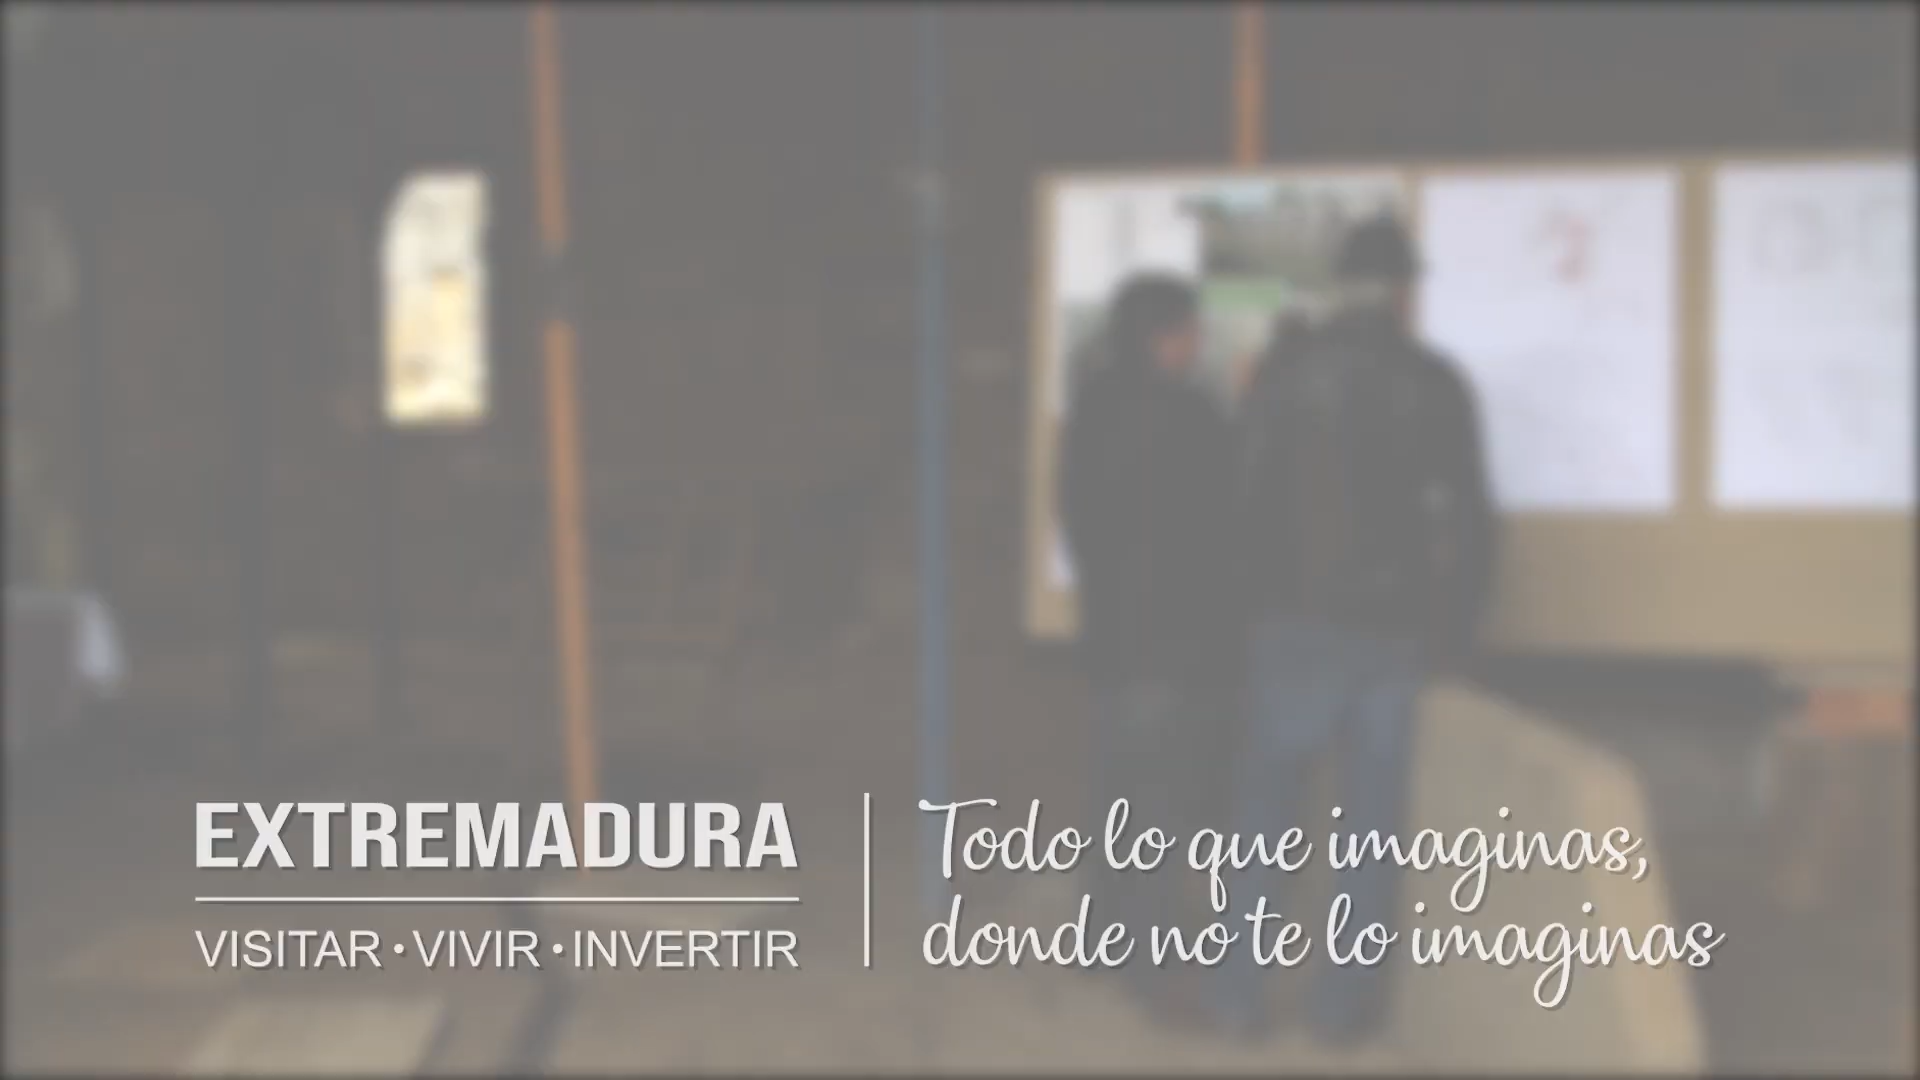 EXTREMADURA
VISITAR·VIVIR·INVERTIR
Todo lo que imaginas,
donde no te lo imaginas